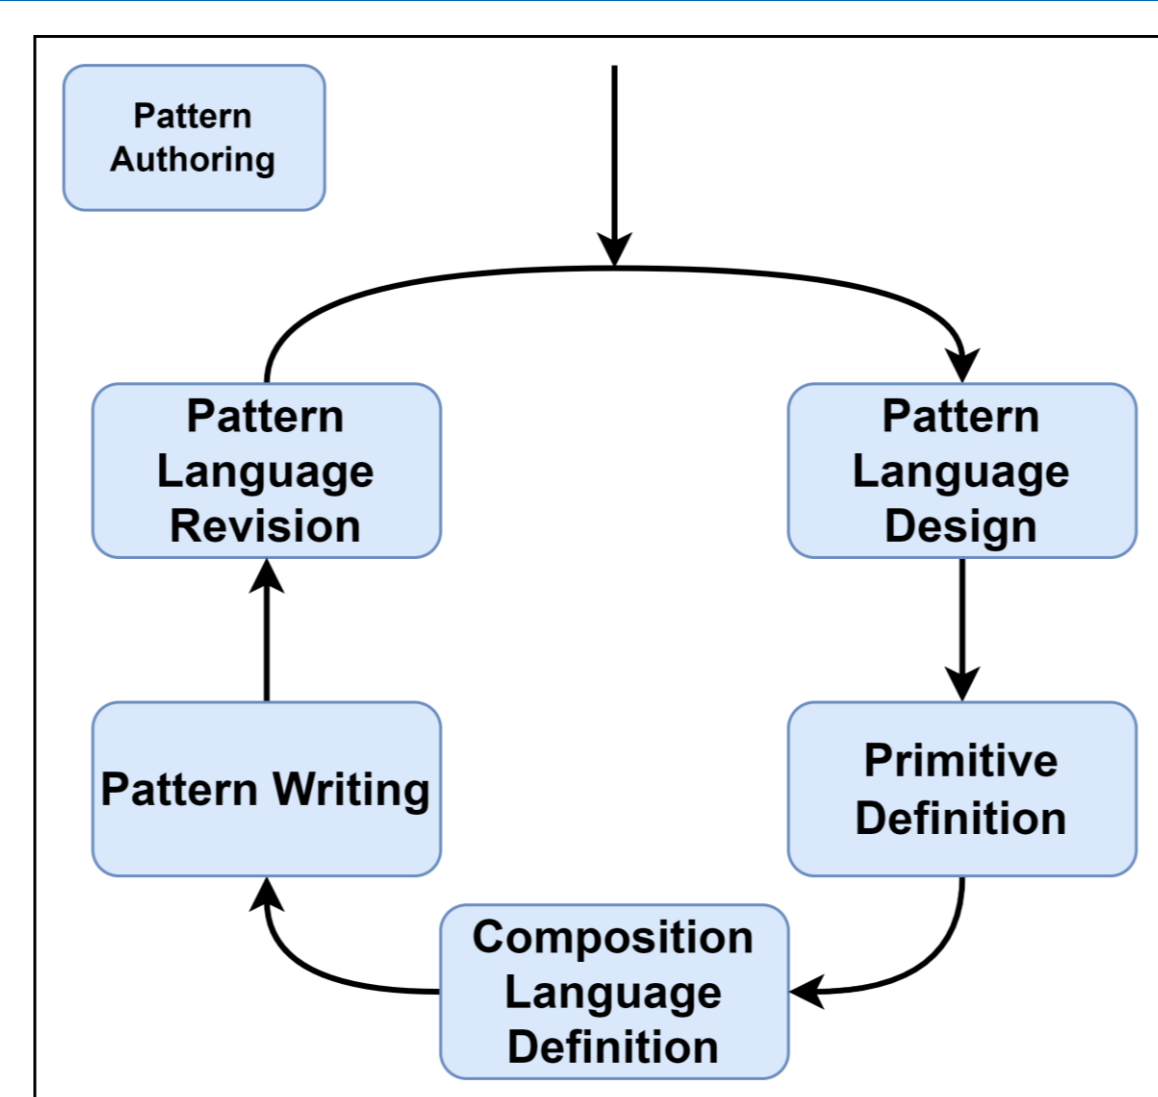 Pattern
Authoring
Pattern
Language
Revision
Pattern
Language
Design
Pattern Writing
Primitive
Definition
Composition
Language
Definition